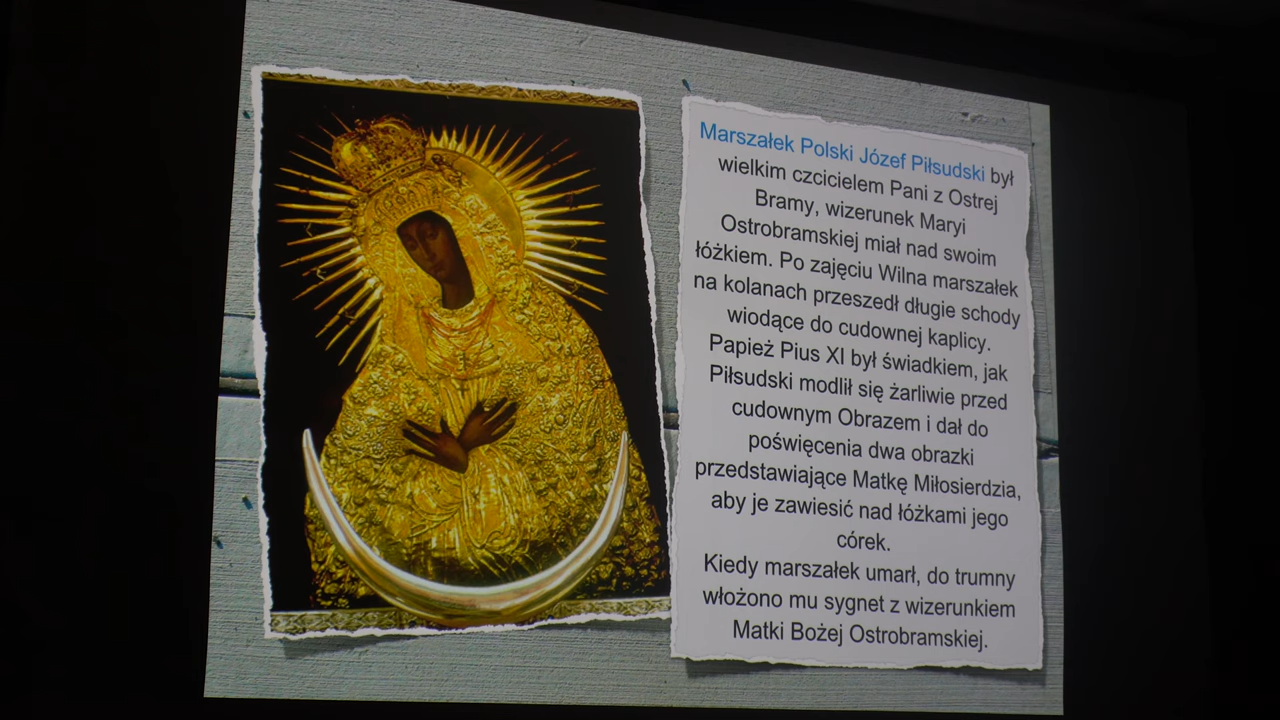 Marszałek Polski Józef Piłsudski był
wielkim czcicielem Pani z Ostrej
Bramy, wizerunek Maryi
Ostrobramskiej miał nad swoim
łóżkiem. Po zajęciu Wilna marszałek
na kolanach przeszedł długie schody
wiodące do cudownej kaplicy.
Papież Pius XI był świadkiem, jak
Piłsudski modlił się żarliwie przed
cudownym Obrazem i dał do
poświęcenia dwa obrazki
przedstawiające Matkę Miłosierdzia,
aby je zawiesić nad łóżkami jego
córek.
Kiedy marszałek umarł, do trumny
włożono mu sygnet z wizerunkiem
Matki Bożej Ostrobramskiej.